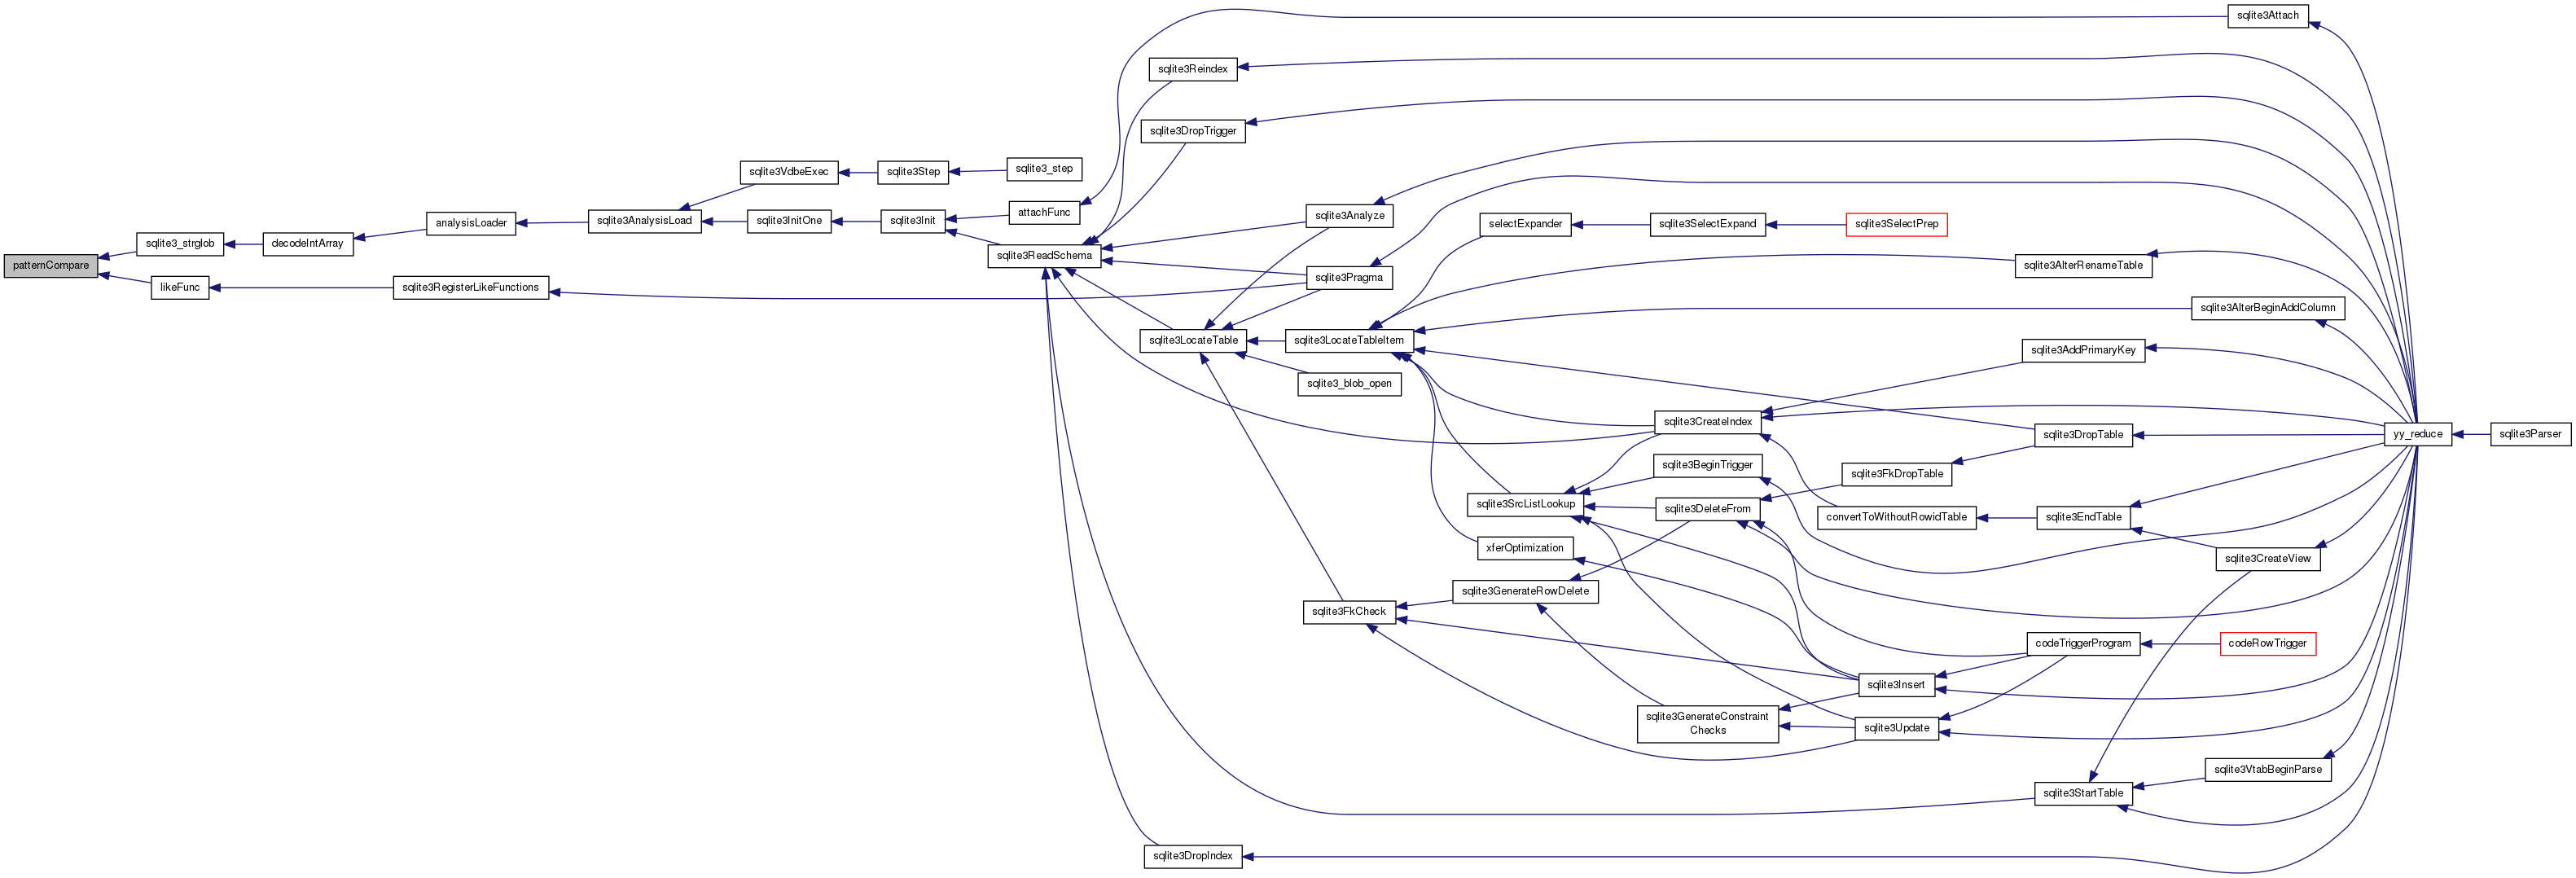 sqlite3Attach
sqlite3Reindex
sqlite3DropTrigger
sqlite3VdbeExec
sqlite3Step
sqlite3_step
attachFunc
sqlite3Analyze
analysisLoader
sqlite3AnalysisLoad
sqlite3InitOne
sqlite3Init
selectExpander
sqlite3SelectExpand
sqlite3SelectPrep
sqlite3_strglob
decodeIntArray
sqlite3ReadSchema
patternCompare
sqlite3AlterRenameTable
sqlite3Pragma
likeFunc
sqlite3RegisterLikeFunctions
sqlite3AlterBeginAddColumn
sqlite3LocateTable
sqlite3LocateTableItem
sqlite3AddPrimaryKey
sqlite3_blob_open
sqlite3CreateIndex
sqlite3DropTable
yy_reduce
sqlite3Parser
sqlite3BeginTrigger
sqlite3FkDropTable
sqlite3SrcListLookup
sqlite3DeleteFrom
convertToWithoutRowidTable
sqlite3EndTable
xferOptimization
sqlite3CreateView
sqlite3GenerateRowDelete
sqlite3FkCheck
codeTriggerProgram
codeRowTrigger
sqlite3Insert
sqlite3GenerateConstraint
Checks
sqlite3Update
sqlite3VtabBeginParse
sqlite3StartTable
sqlite3DropIndex